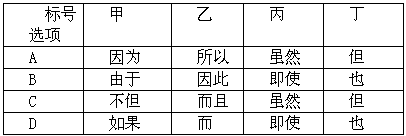 标号 甲 乙 丙 丁
选项
A 因为 所以 虽然 但
B 由于 因此 即使 也
C 不但 而且 虽然 但
D 如果 而 即使 也